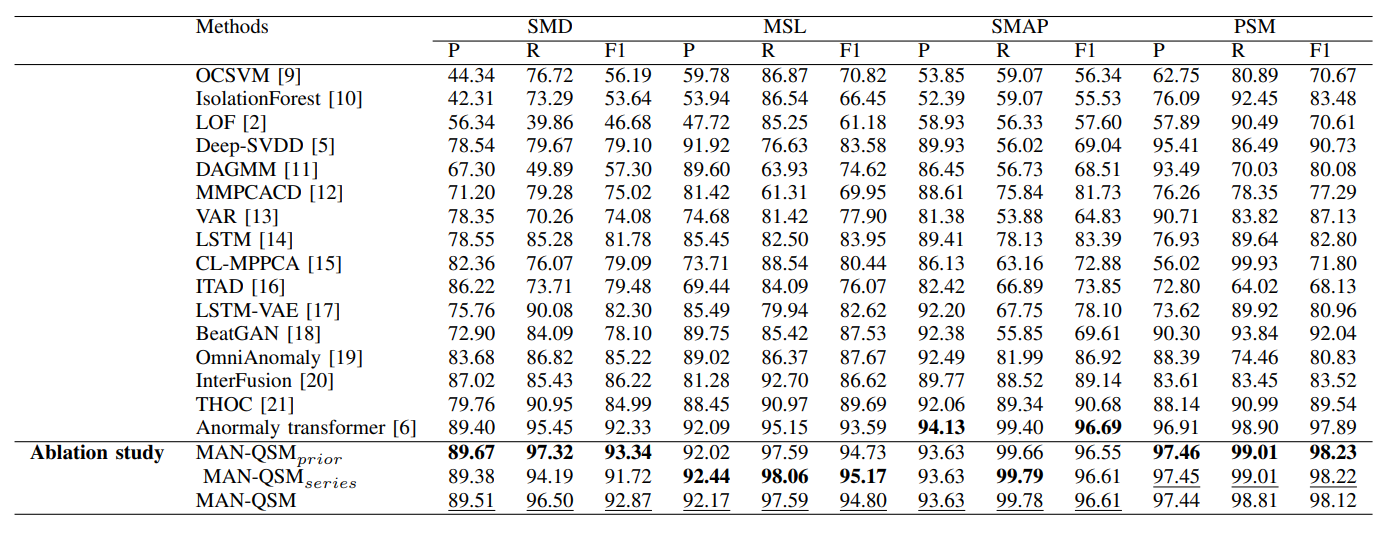 Methods SMD MSL SMAP PSM
P R F1 P R F1 P R F1 P R F1
OCSVM [9] 44.34 76.72 56.19 59.78 86.87 70.82 53.85 59.07 56.34 62.75 80.89 70.67
IsolationForest [10] 42.31 73.29 53.64 53.94 86.54 66.45 52.39 59.07 55.53 76.09 92.45 83.48
LOF [2] 56.34 39.86 46.68 47.72 85.25 61.18 58.93 56.33 57.60 57.89 90.49 70.61
Deep-SVDD [5] 78.54 79.67 79.10 91.92 76.63 83.58 89.93 56.02 69.04 95.41 86.49 90.73
DAGMM [11] 67.30 49.89 57.30 89.60 63.93 74.62 86.45 56.73 68.51 93.49 70.03 80.08
MMPCACD [12] 71.20 79.28 75.02 81.42 61.31 69.95 88.61 75.84 81.73 76.26 78.35 77.29
VAR [13] 78.35 70.26 74.08 74.68 81.42 77.90 81.38 53.88 64.83 90.71 83.82 87.13
LSTM [14] 78.55 85.28 81.78 85.45 82.50 83.95 89.41 78.13 83.39 76.93 89.64 82.80
CL-MPPCA [15] 82.36 76.07 79.09 73.71 88.54 80.44 86.13 63.16 72.88 56.02 99.93 71.80
ITAD [16] 86.22 73.71 79.48 69.44 84.09 76.07 82.42 66.89 73.85 72.80 64.02 68.13
LSTM-VAE [17] 75.76 90.08 82.30 85.49 79.94 82.62 92.20 67.75 78.10 73.62 89.92 80.96
BeatGAN [18] 72.90 84.09 78.10 89.75 85.42 87.53 92.38 55.85 69.61 90.30 93.84 92.04
OmniAnomaly [19] 83.68 86.82 85.22 89.02 86.37 87.67 92.49 81.99 86.92 88.39 74.46 80.83
InterFusion [20] 87.02 85.43 86.22 81.28 92.70 86.62 89.77 88.52 89.14 83.61 83.45 83.52
THOC [21] 79.76 90.95 84.99 88.45 90.97 89.69 92.06 89.34 90.68 88.14 90.99 89.54
Anormaly transformer [6] 89.40 95.45 92.33 92.09 95.15 93.59 94.13 99.40 96.69 96.91 98.90 97.89
Ablation study MAN-QSM prior 89.67 97.32 93.34 92.02 97.59 94.73 93.63 99.66 96.55 97.46 99.01 98.23
MAN-QSM series 89.38 94.19 91.72 92.44 98.06 95.17 93.63 99.79 96.61 97.45 99.01 98.22
MAN-QSM 89.51 96.50 92.87 92.17 97.59 94.80 93.63 99.78 96.61 97.44 98.81 98.12